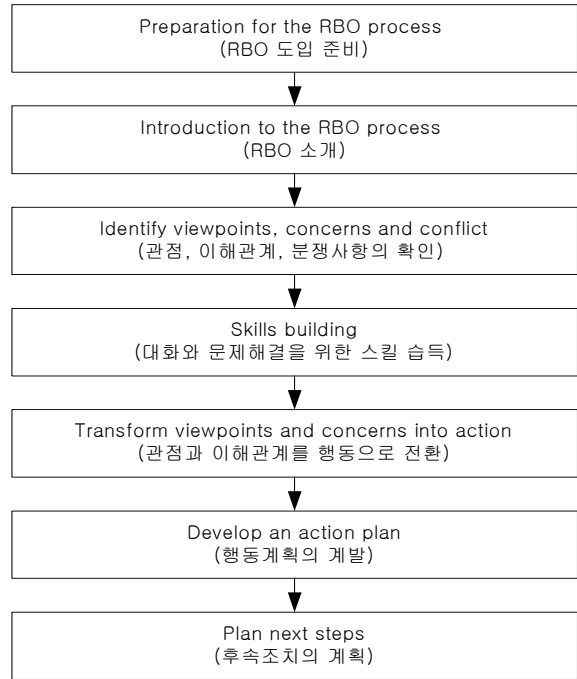 Preparation for the RBO process
(RBO 도입 준비)
Introduction to the RBO process
(RBO 소개)
Identify viewpoints, concerns and conflict
(관점, 이해관계, 분쟁사항의 확인)
Skills building
(대화와 문제해결을 위한 스킬 습득)
Transform viewpoints and concerns into action
(관점과 이해관계를 행동으로 전환)
Develop an action plan
(행동계획의 계발)
Plan next steps
(후속조치의 계획)